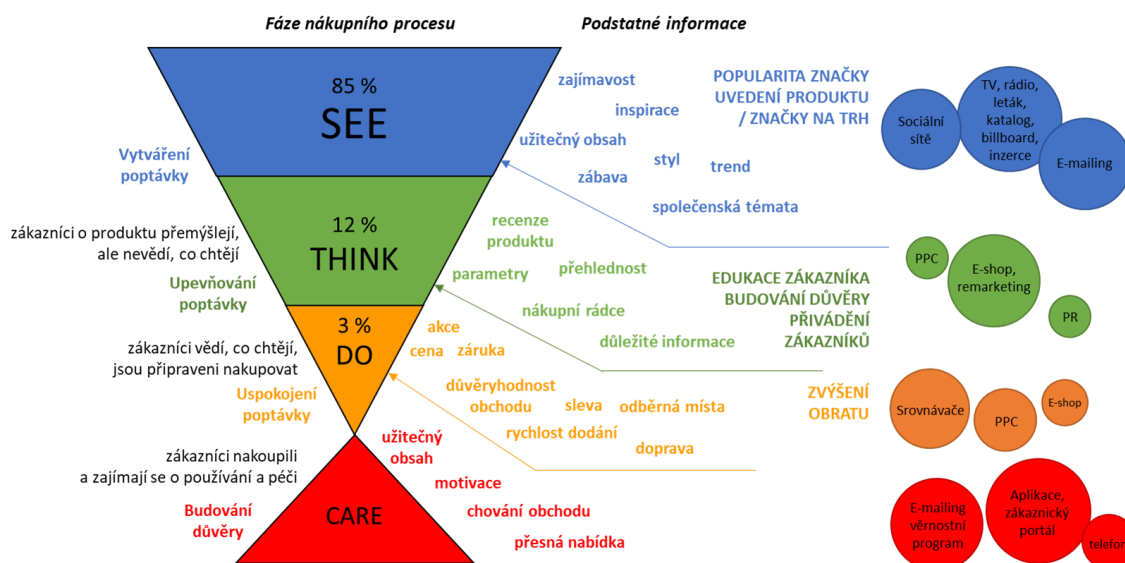 Fáze nákupního procesu
Podstatné informace
85 %
SEE
Vytváření
poptávky
zajímavost
inspirace
užitečný obsah
styl
trend
zábava
společenská témata
POPULARITA ZNAČKY
UVEDENÍ PRODUKTU
/ ZNAČKY NA TRH
Sociální
sítě
TV, rádio,
leták,
katalog,
billboard,
inzerce
E-mailing
12 %
THINK
zákazníci o produktu přemýšlejí,
ale nevědí, co chtějí
Upevňování
poptávky
recenze
produktu
parametry
přehlednost
nákupní rádce
důležité informace
EDUKACE ZÁKAZNÍKA
BUDOVÁNÍ DŮVĚRY
PŘIVÁDĚNÍ
ZÁKAZNÍKŮ
PPC
E-shop,
remarketing
PR
3 %
DO
zákazníci vědí, co chtějí,
jsou připraveni nakupovat
Uspokojení
poptávky
akce
cena
záruka
důvěryhodnost
obchodu
sleva
odběrná místa
rychlost dodání
doprava
ZVÝŠENÍ
OBRATU
Srovnávače
PPC
E-shop
CARE
zákazníci nakoupili
a zajímají se o používání a péči
Budování
důvěry
užitečný
obsah
motivace
chování obchodu
přesná nabídka
E-mailing
věrnostní
program
Aplikace,
zákaznický
portál
telefon